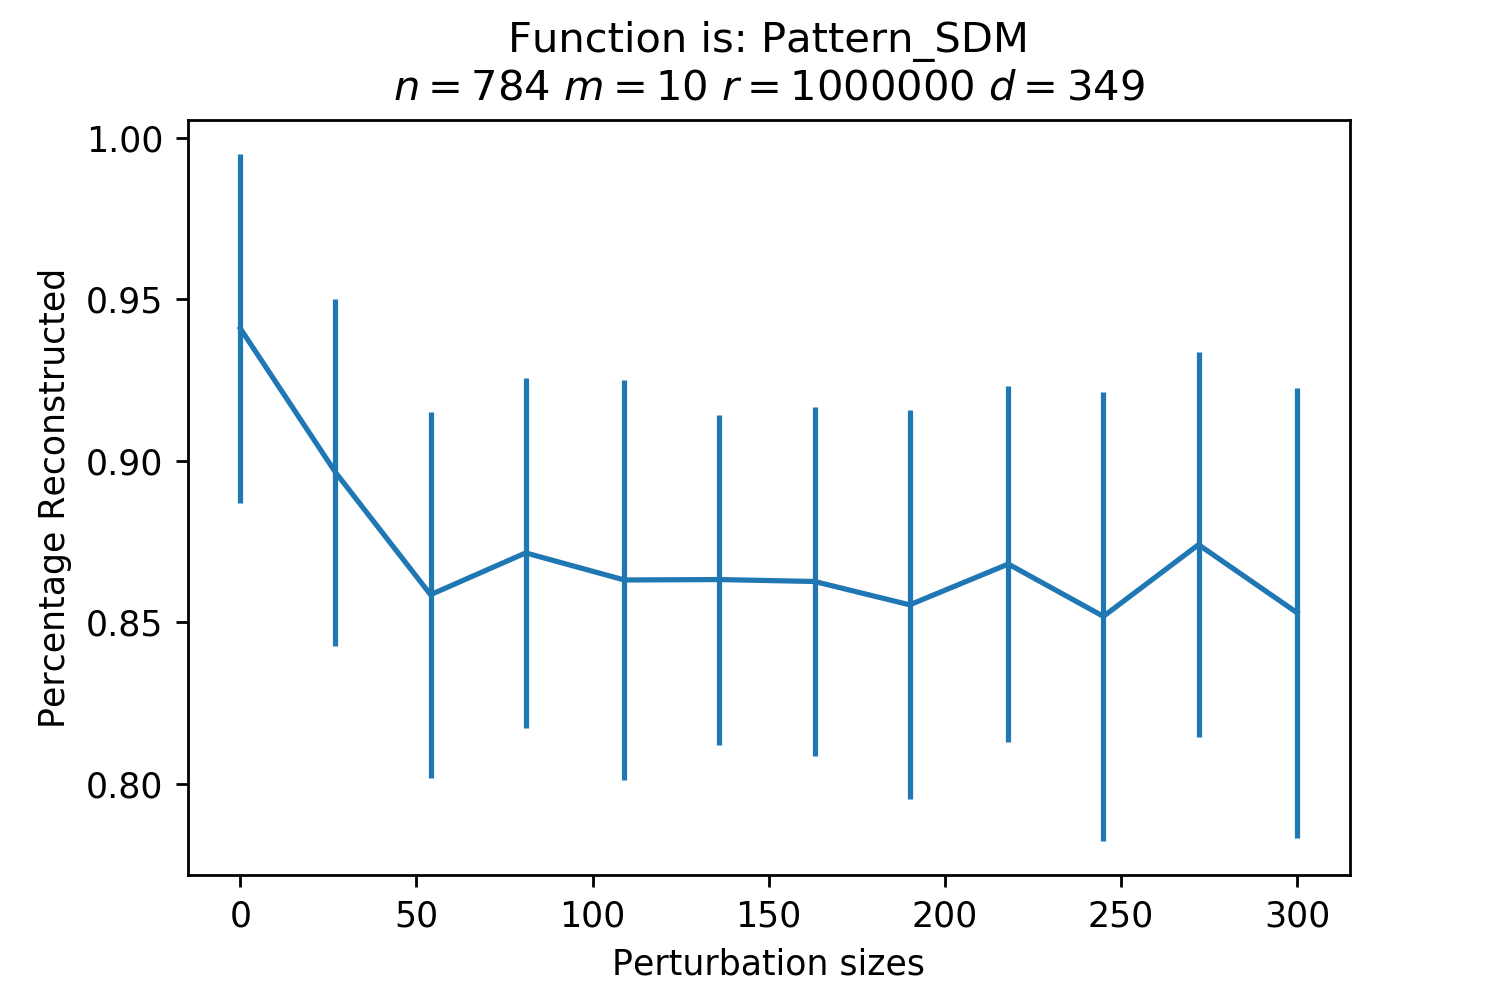 Function is: Pattern_SDM
n = 784 m = 10 r = 1000000 d = 349
1.00
0.95
0.90
0.85
0.80
Percentage Reconstructed
0 50 100 150 200 250 300
Perturbation sizes